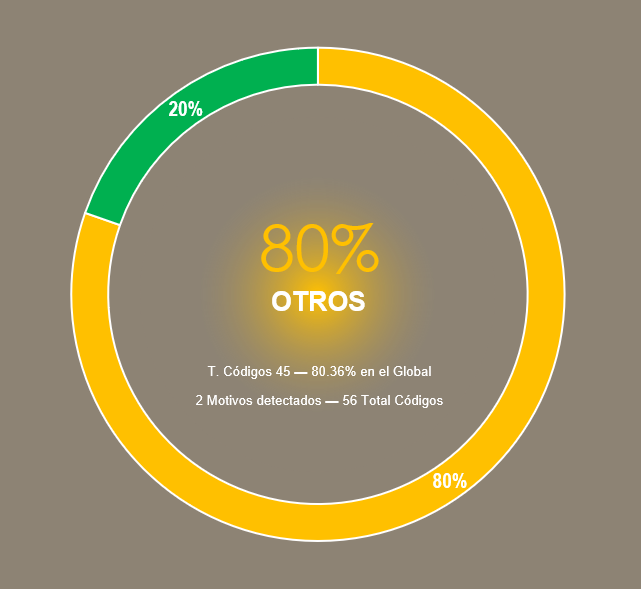 20%
80%
OTROS
T. Códigos 45 — 80.36% en el Global
2 Motivos detectados — 56 Total Códigos
80%